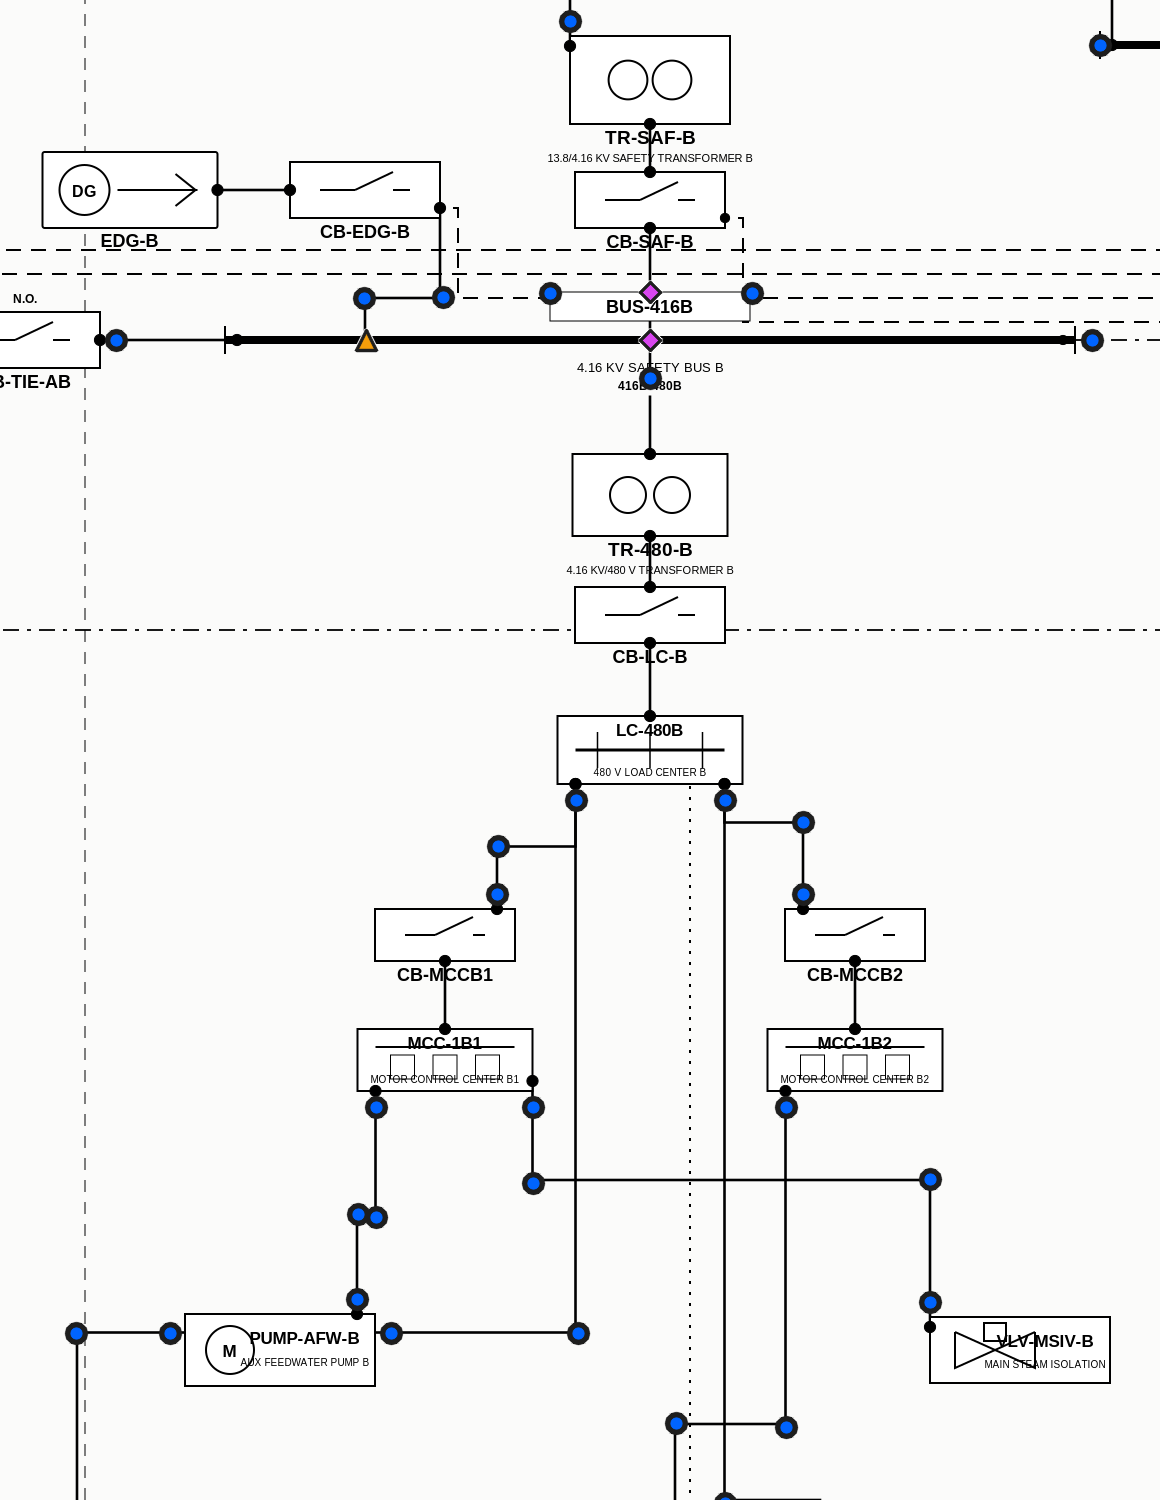 TR-SAF-B
13.8/4.16 KV SAFETY TRANSFORMER B
DG
EDG-B
CB-EDG-B
CB-SAF-B
N.O.
BUS-416B
B-TIE-AB
4.16 KV SAFETY BUS B
TR-480-B
4.16 KV/480 V TRANSFORMER B
CB-LC-B
LC-480B
480 V LOAD CENTER B
CB-MCCB1
CB-MCCB2
MCC-1B1
MOTOR CONTROL CENTER B1
MCC-1B2
MOTOR CONTROL CENTER B2
M
PUMP-AFW-B
AUX FEEDWATER PUMP B
VLV-MSIV-B
MAIN STEAM ISOLATION